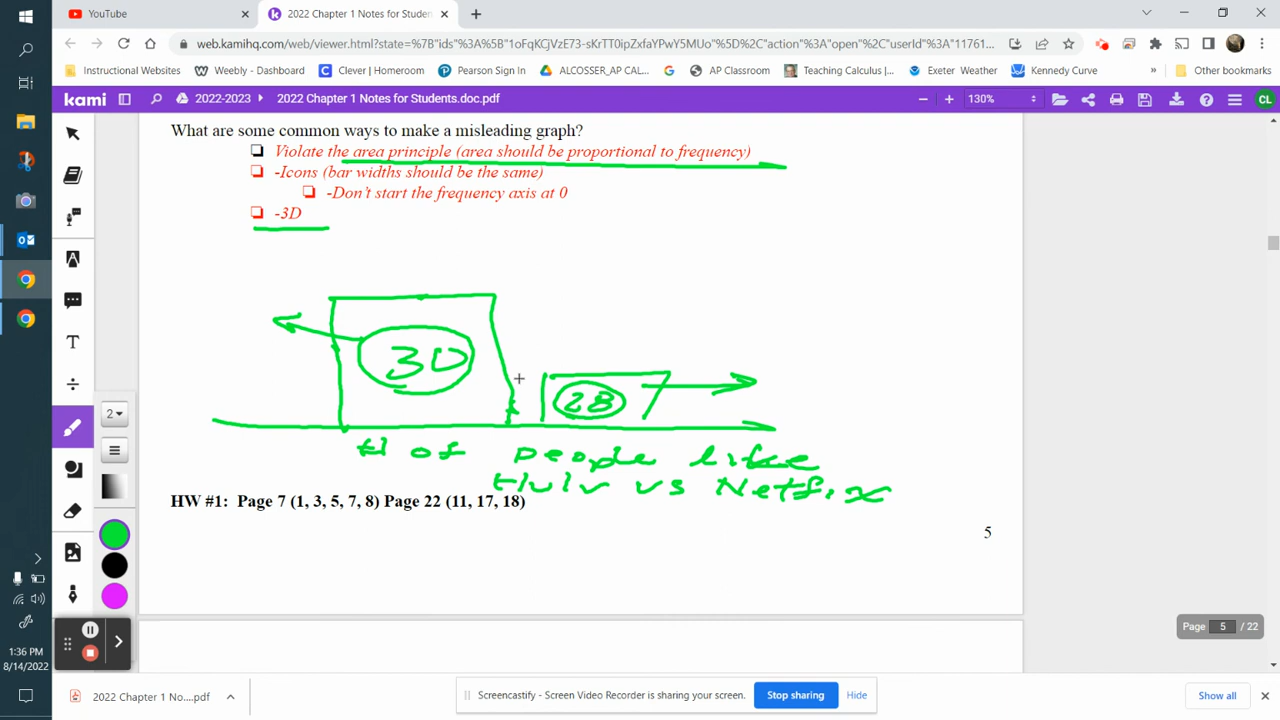 YouTube
2022 Chapter 1 Notes for Studen
web.kamihq.com/web/viewer.html?state=%7B"ids"%3A%5B"1oFqKCjVzE73-sKrTT0ipZxfaYPwY5MUo"%5D%2C"action"%3A"open"%2C"userId"%3A"11761...
Instructional Websites
Weebly - Dashboard
Clever | Homeroom
Pearson Sign In
ALCOSSER_AP CAL...
AP Classroom
Teaching Calculus |...
Exeter Weather
Kennedy Curve
Other bookmarks
kami
2022-2023
2022 Chapter 1 Notes for Students.doc.pdf
130%
CL
What are some common ways to make a misleading graph?
Violate the area principle (area should be proportional to frequency)
-Icons (bar widths should be the same)
-Don't start the frequency axis at 0
-3D
30
28
# of people like
Hulu vs Netflix
HW #1: Page 7 (1, 3, 5, 7, 8) Page 22 (11, 17, 18)
5
Page 5 / 22
2
1:36 PM
8/14/2022
2022 Chapter 1 No....pdf
Screencastify - Screen Video Recorder is sharing your screen.
Stop sharing
Hide
Show all